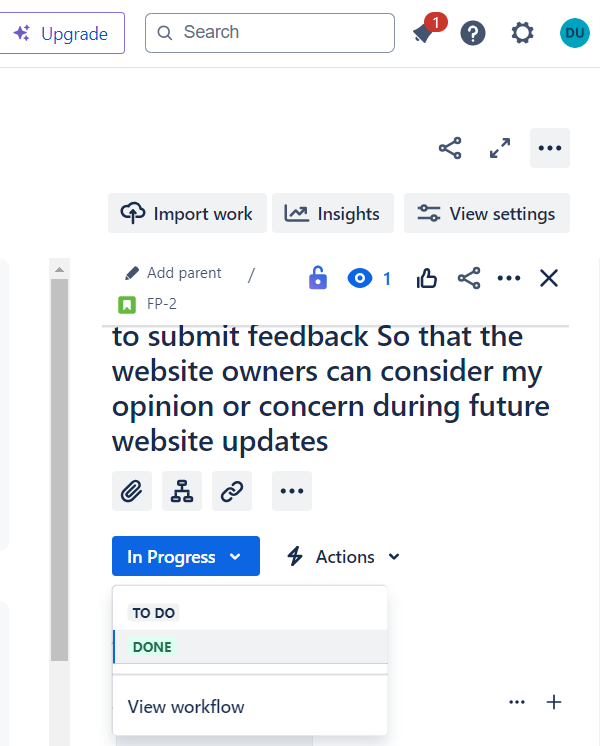 Upgrade
Search
1
DU
Import work
Insights
View settings
Add parent
/
1
FP-2
to submit feedback So that the
website owners can consider my
opinion or concern during future
website updates
In Progress
Actions
TO DO
DONE
View workflow